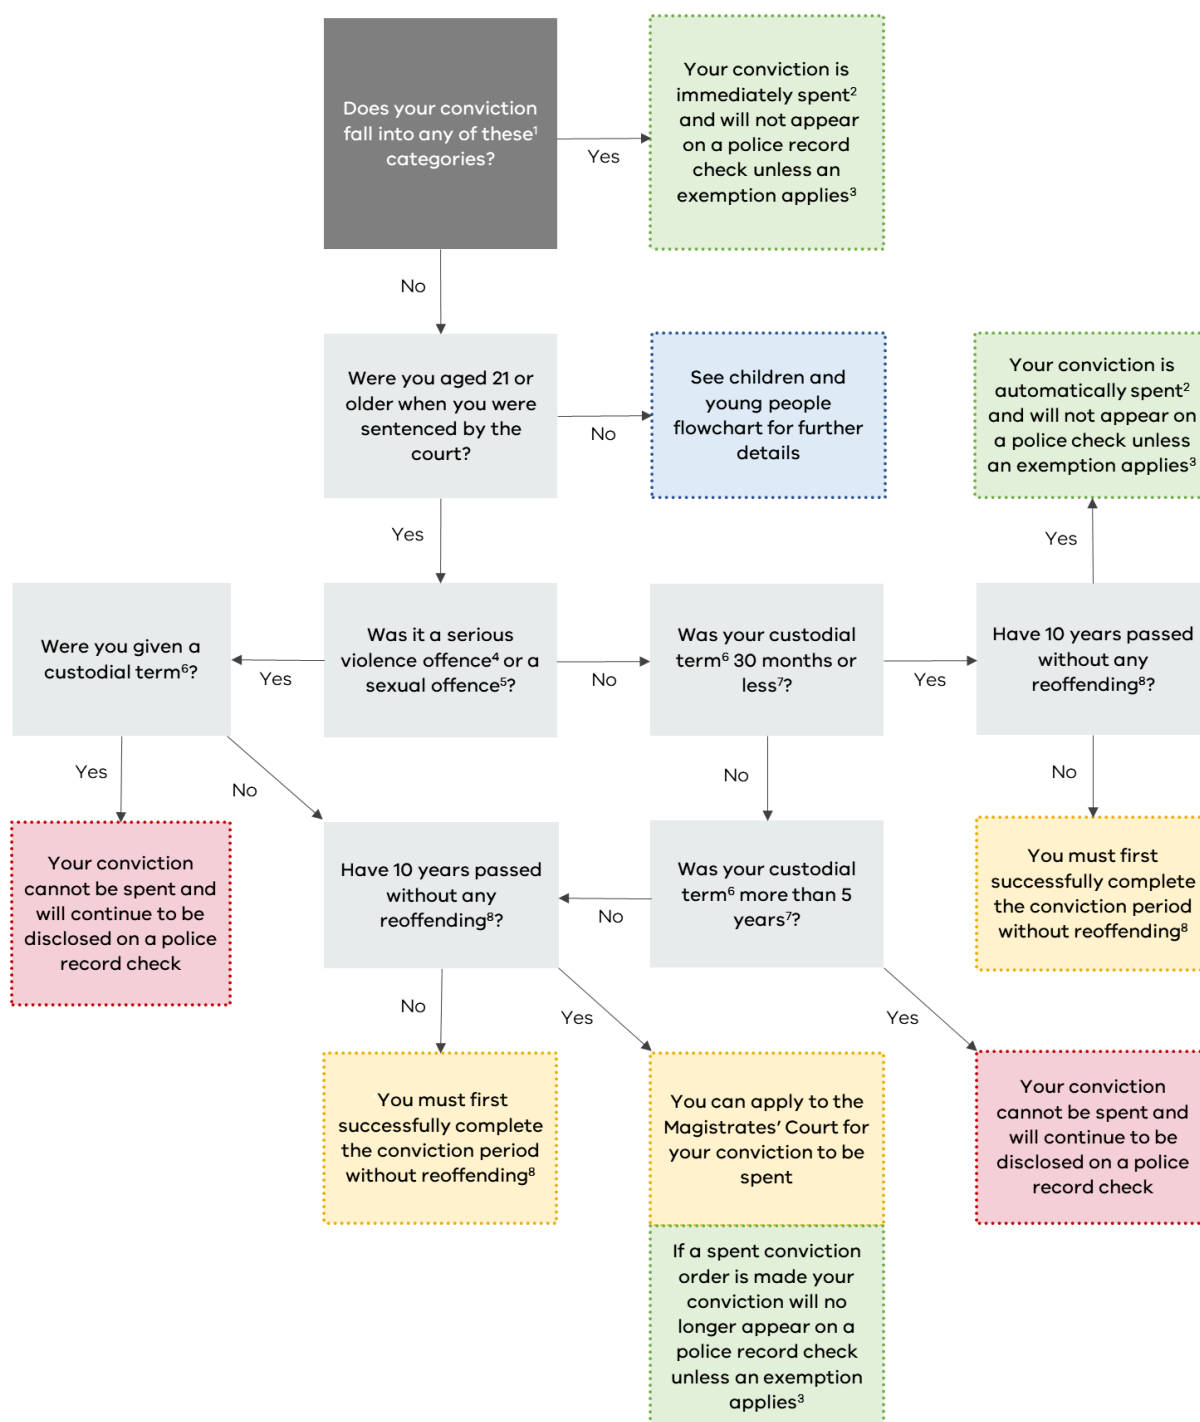 Does your conviction
fall into any of these¹
categories?
Yes
Your conviction is
immediately spent²
and will not appear
on a police record
check unless an
exemption applies³
No
Were you aged 21 or
older when you were
sentenced by the
court?
No
See children and
young people
flowchart for further
details
Your conviction is
automatically spent²
and will not appear on
a police check unless
an exemption applies³
Yes
Yes
Were you given a
custodial term⁶?
Yes
Was it a serious
violence offence⁴ or a
sexual offence⁵?
No
Was your custodial
term⁶ 30 months or
less⁷?
Yes
Have 10 years passed
without any
reoffending⁸?
Yes
No
No
No
Your conviction
cannot be spent and
will continue to be
disclosed on a police
record check
Have 10 years passed
without any
reoffending⁸?
No
Was your custodial
term⁶ more than 5
years⁷?
You must first
successfully complete
the conviction period
without reoffending⁸
No
Yes
Yes
You must first
successfully complete
the conviction period
without reoffending⁸
You can apply to the
Magistrates’ Court for
your conviction to be
spent
Your conviction
cannot be spent and
will continue to be
disclosed on a police
record check
If a spent conviction
order is made your
conviction will no
longer appear on a
police record check
unless an exemption
applies³